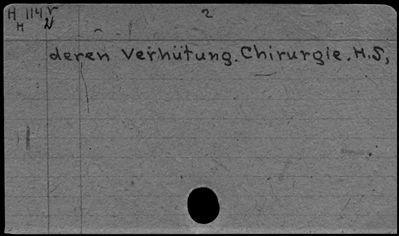 H 114 r 2
H N
deren Verhütung. Chirurgie. H.S,